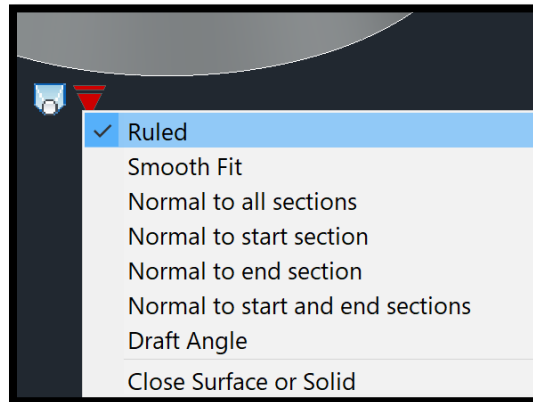 Ruled
Smooth Fit
Normal to all sections
Normal to start section
Normal to end section
Normal to start and end sections
Draft Angle
Close Surface or Solid